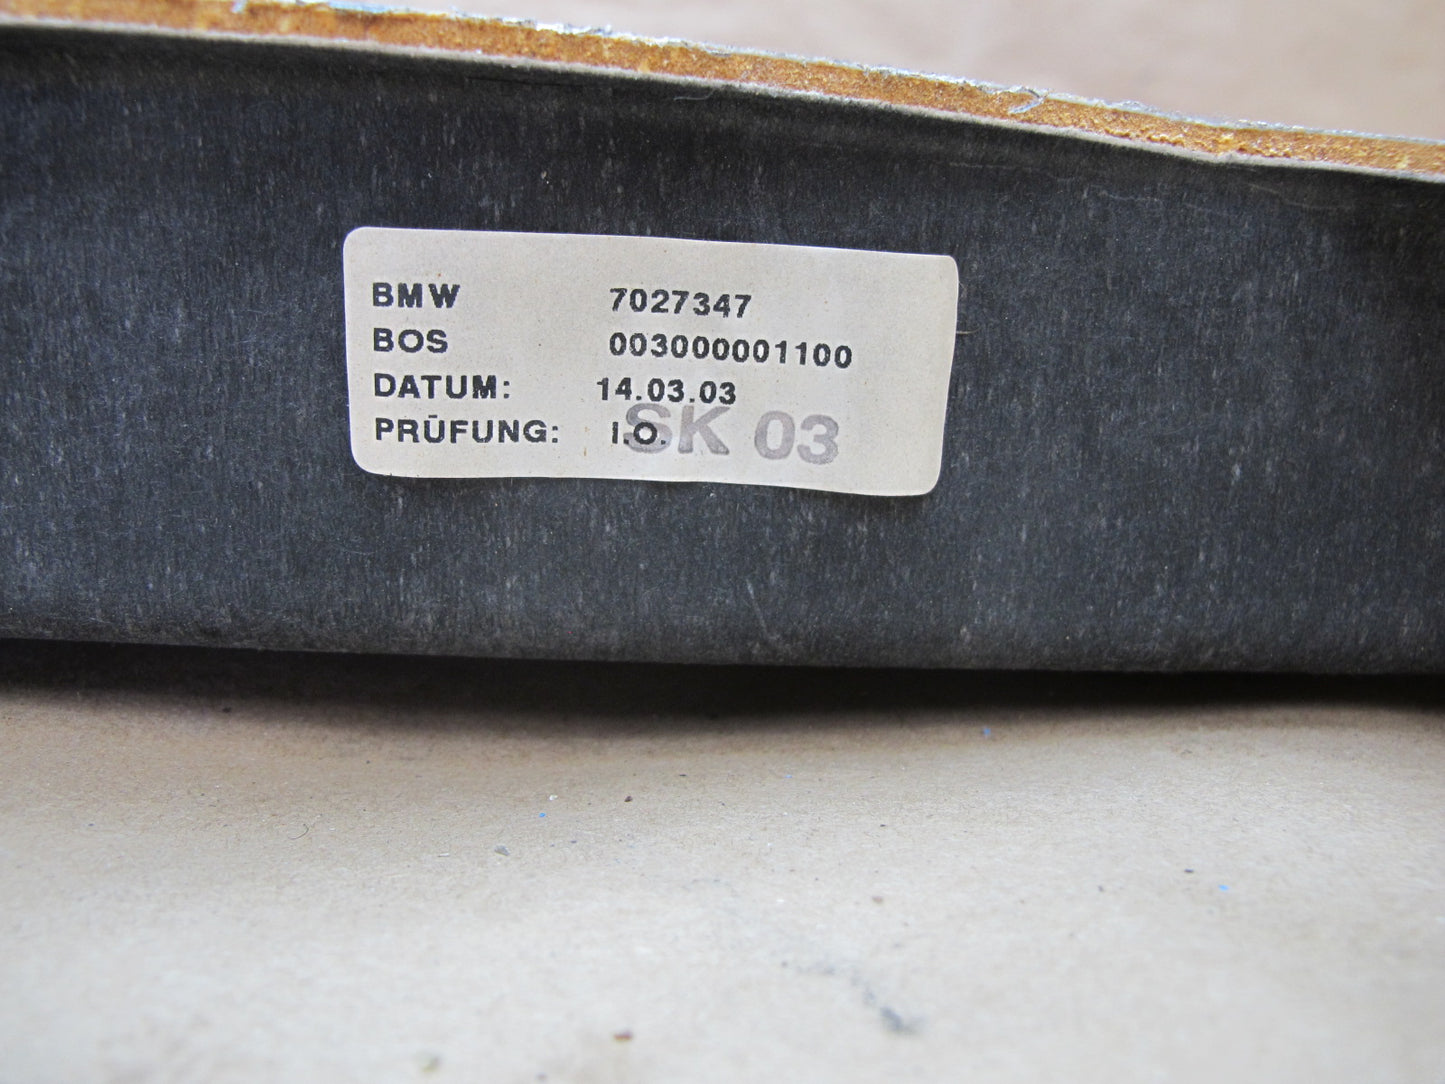 BMW 7027347
BOS 003000001100
DATUM: 14.03.03
PRÜFUNG: I.O.
SK 03